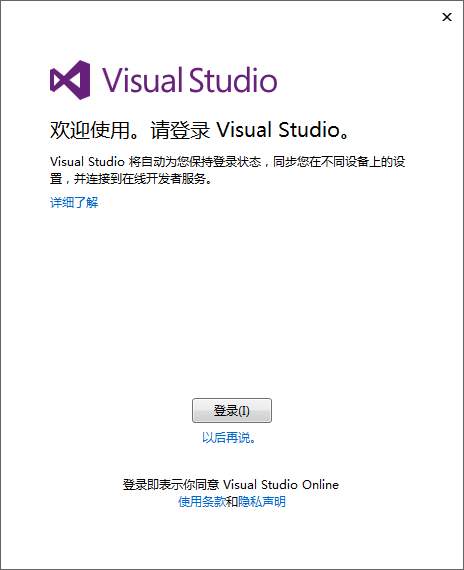 Visual Studio
欢迎使用。请登录 Visual Studio。
Visual Studio 将自动为您保持登录状态，同步您在不同设备上的设
置，并连接到在线开发者服务。
详细了解
登录(I)
以后再说。
登录即表示你同意 Visual Studio Online
使用条款和隐私声明